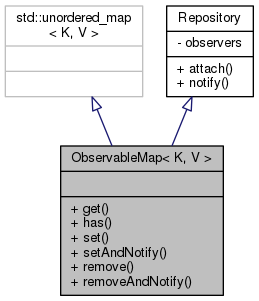 std::unordered_map
< K, V >
Repository
- observers
+ attach()
+ notify()
ObservableMap< K, V >
+ get()
+ has()
+ set()
+ setAndNotify()
+ remove()
+ removeAndNotify()